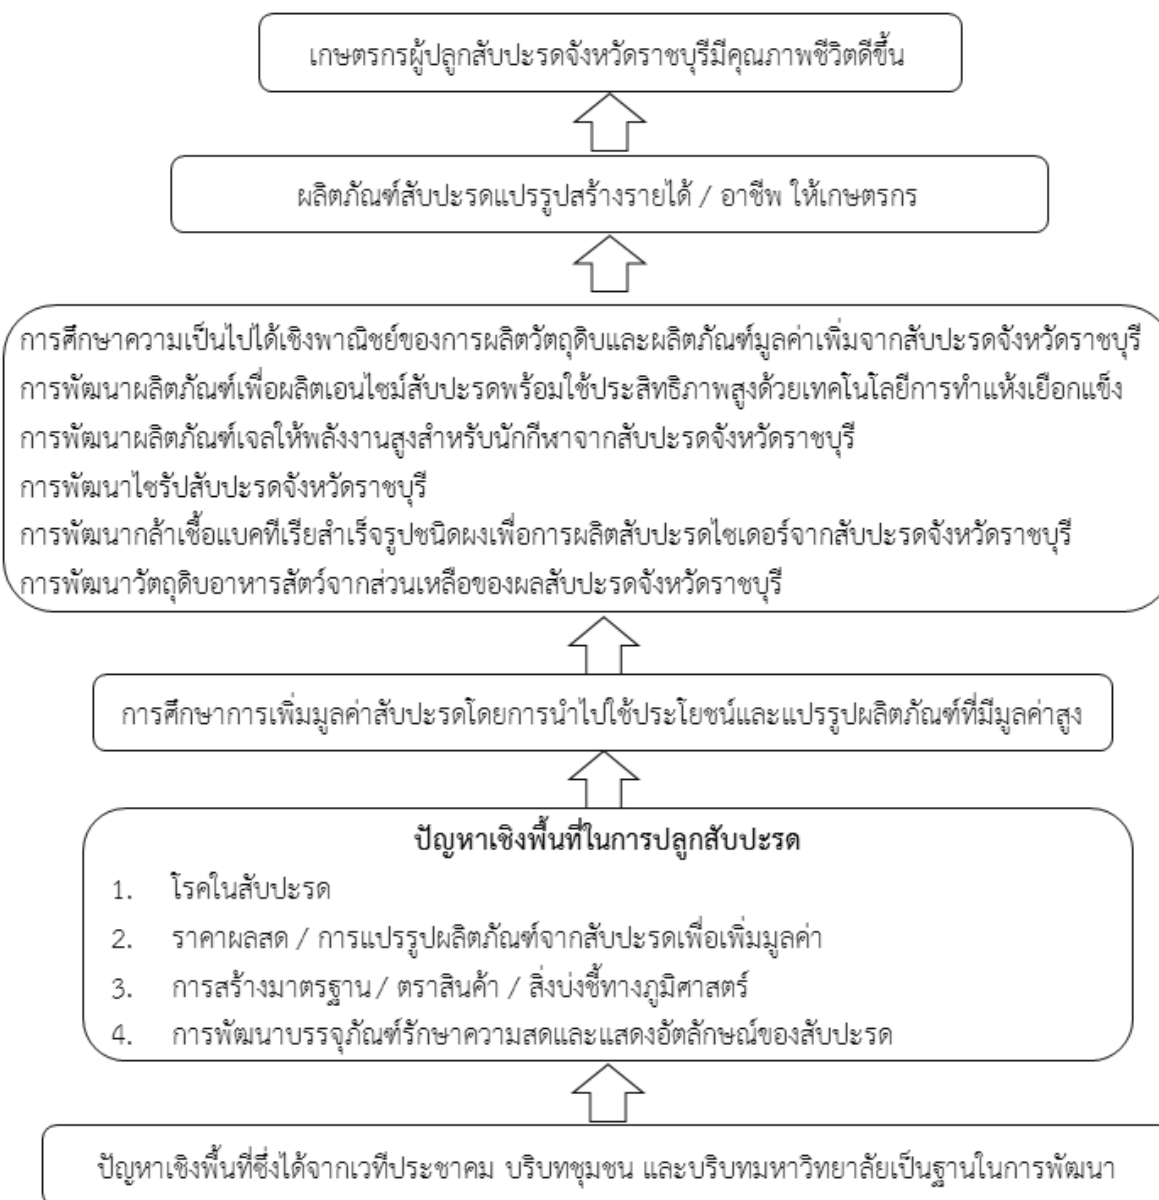 เกษตรกรผู้ปลูกสับปะรดจังหวัดราชบุรีมีคุณภาพชีวิตดีขึ้น
ผลิตภัณฑ์สับปะรดแปรรูปสร้างรายได้ / อาชีพ ให้เกษตรกร
การศึกษาความเป็นไปได้เชิงพาณิชย์ของการผลิตวัตถุดิบและผลิตภัณฑ์มูลค่าเพิ่มจากสับปะรดจังหวัดราชบุรี
การพัฒนาผลิตภัณฑ์เพื่อผลิตเอนไซม์สับปะรดพร้อมใช้ประสิทธิภาพสูงด้วยเทคโนโลยีการทำแห้งเยือกแข็ง
การพัฒนาผลิตภัณฑ์เจลให้พลังงานสูงสำหรับนักกีฬาจากสับปะรดจังหวัดราชบุรี
การพัฒนาไซรัปสับปะรดจังหวัดราชบุรี
การพัฒนากล้าเชื้อแบคทีเรียสำเร็จรูปชนิดผงเพื่อการผลิตสับปะรดไซเดอร์จากสับปะรดจังหวัดราชบุรี
การพัฒนาวัตถุดิบอาหารสัตว์จากส่วนเหลือของผลสับปะรดจังหวัดราชบุรี
การศึกษาการเพิ่มมูลค่าสับปะรดโดยการนำไปใช้ประโยชน์และแปรรูปผลิตภัณฑ์ที่มีมูลค่าสูง
ปัญหาเชิงพื้นที่ในการปลูกสับปะรด
1. โรคในสับปะรด
2. ราคาผลสด / การแปรรูปผลิตภัณฑ์จากสับปะรดเพื่อเพิ่มมูลค่า
3. การสร้างมาตรฐาน / ตราสินค้า / สิ่งบ่งชี้ทางภูมิศาสตร์
4. การพัฒนาบรรจุภัณฑ์รักษาความสดและแสดงอัตลักษณ์ของสับปะรด
ปัญหาเชิงพื้นที่ซึ่งได้จากเวทีประชาคม บริบทชุมชน และบริบทมหาวิทยาลัยเป็นฐานในการพัฒนา